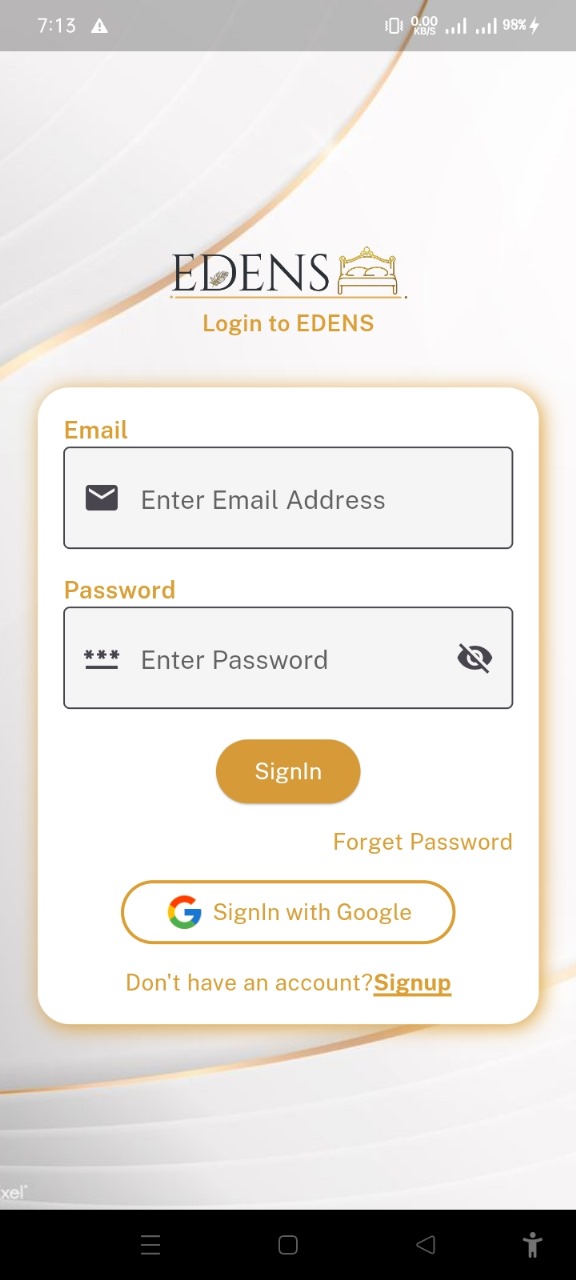 7:13 0.00 KB/S 98%
EDENS
Login to EDENS
Email
Enter Email Address
Password
*** Enter Password
SignIn
Forget Password
G SignIn with Google
Don't have an account?Signup
xel